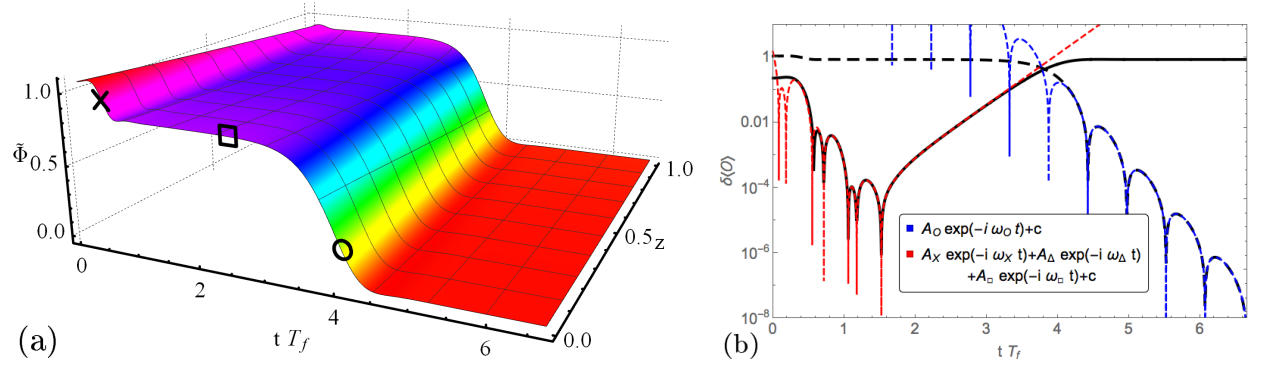 1.0
Φ̃ 0.5
0.0
0
2
4
6
t T_f
0.0
0.5 z
1.0
(a)
1
0.01
10⁻⁴
10⁻⁶
10⁻⁸
δ⟨O⟩
A_O exp(-i ω_O t)+c
A_X exp(-i ω_X t)+A_Δ exp(-i ω_Δ t)
+A_□ exp(-i ω_□ t)+c
0 1 2 3 4 5 6
t T_f
(b)